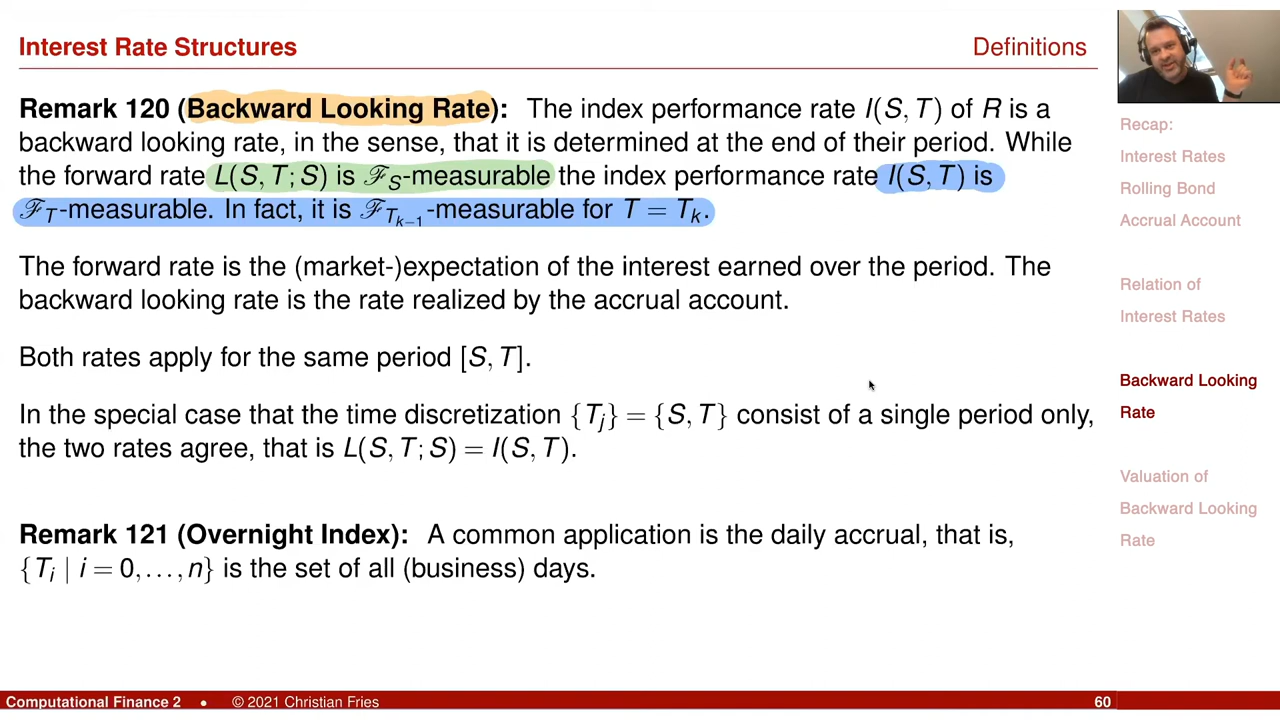 Interest Rate Structures
Definitions
Remark 120 (Backward Looking Rate): The index performance rate I(S, T) of R is a
backward looking rate, in the sense, that it is determined at the end of their period. While
the forward rate L(S, T; S) is ℱ_S-measurable the index performance rate I(S, T) is
ℱ_T-measurable. In fact, it is ℱ_{T_{k−1}}-measurable for T = T_k.
The forward rate is the (market-)expectation of the interest earned over the period. The
backward looking rate is the rate realized by the accrual account.
Both rates apply for the same period [S, T].
In the special case that the time discretization {T_j} = {S, T} consist of a single period only,
the two rates agree, that is L(S, T; S) = I(S, T).
Remark 121 (Overnight Index): A common application is the daily accrual, that is,
{T_i | i = 0, . . . , n} is the set of all (business) days.
Recap:
Interest Rates
Rolling Bond
Accrual Account
Relation of
Interest Rates
Backward Looking
Rate
Valuation of
Backward Looking
Rate
Computational Finance 2 • © 2021 Christian Fries
60